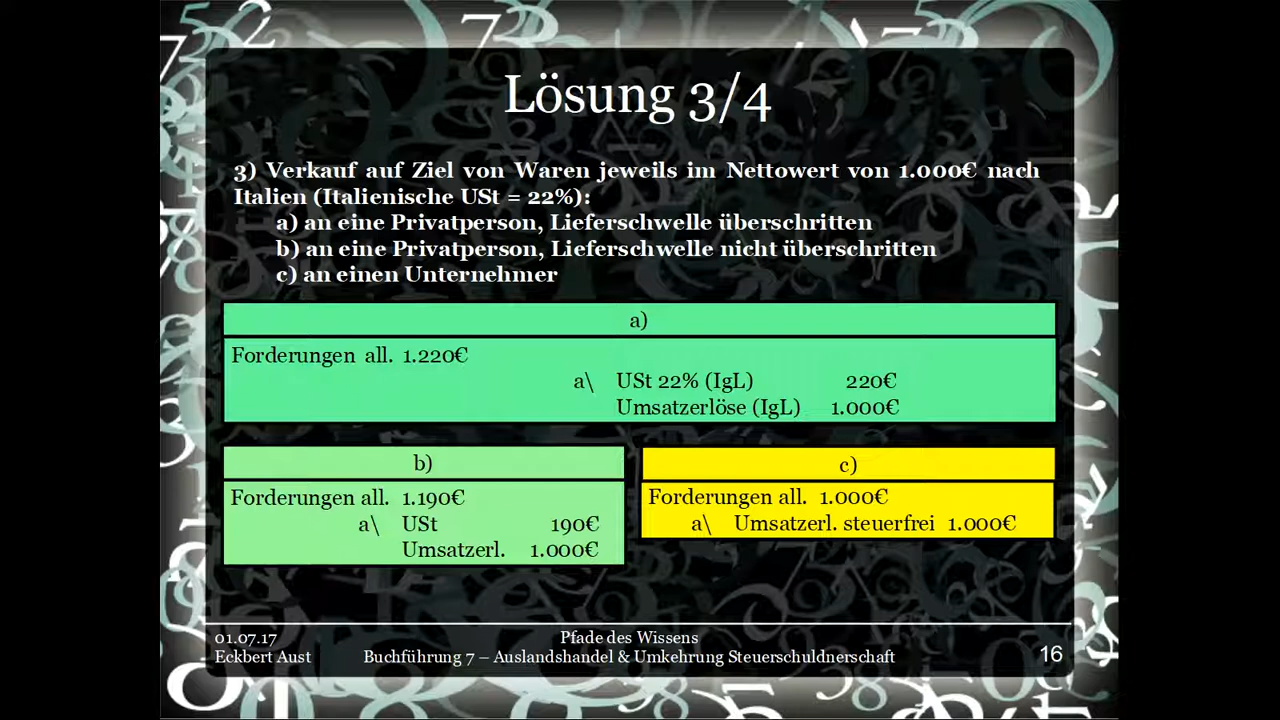 Lösung 3/4
3) Verkauf auf Ziel von Waren jeweils im Nettowert von 1.000€ nach
Italien (Italienische USt = 22%):
a) an eine Privatperson, Lieferschwelle überschritten
b) an eine Privatperson, Lieferschwelle nicht überschritten
c) an einen Unternehmer
a)
Forderungen all. 1.220€
a\ USt 22% (IgL) 220€
Umsatzerlöse (IgL) 1.000€
b)
Forderungen all. 1.190€
a\ USt 190€
Umsatzerl. 1.000€
c)
Forderungen all. 1.000€
a\ Umsatzerl. steuerfrei 1.000€
01.07.17
Eckbert Aust
Pfade des Wissens
Buchführung 7 – Auslandshandel & Umkehrung Steuerschuldnerschaft
16